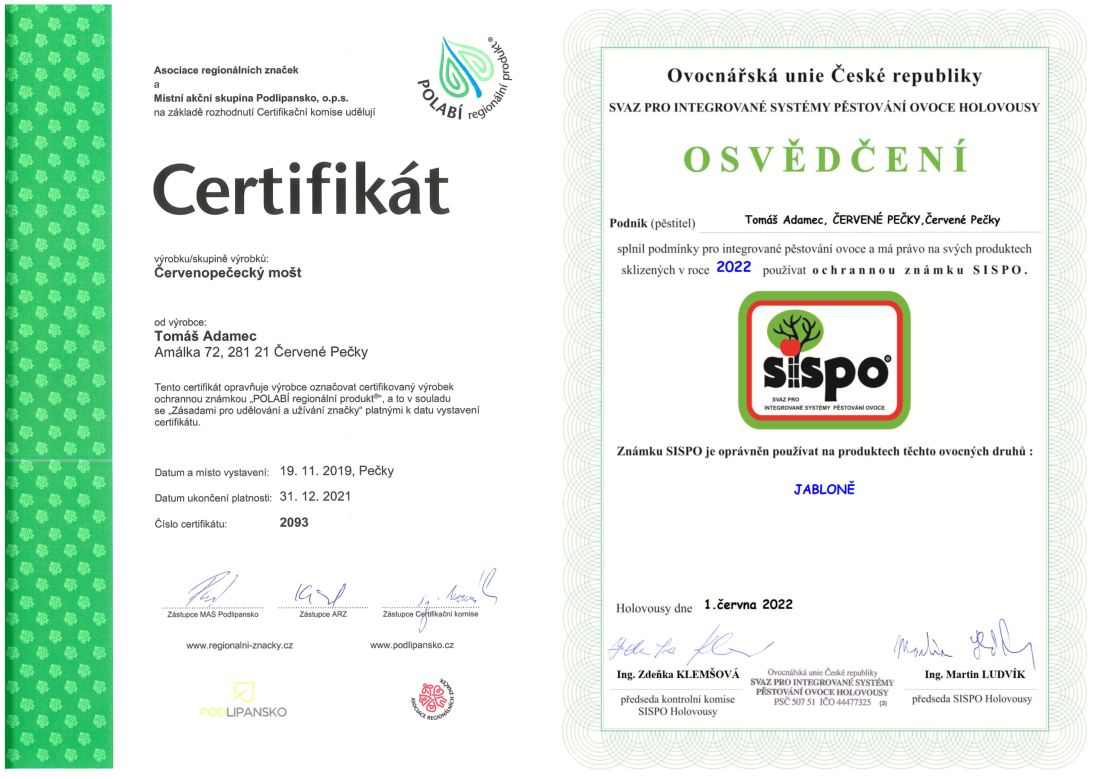 Asociace regionálních značek
a
Místní akční skupina Podlipansko, o.p.s.
na základě rozhodnutí Certifikační komise udělují
POLABÍ regionální produkt®
Certifikát
výrobku/skupině výrobků:
Červenopečecký mošt
od výrobce:
Tomáš Adamec
Amálka 72, 281 21 Červené Pečky
Tento certifikát opravňuje výrobce označovat certifikovaný výrobek
ochrannou známkou „POLABÍ regionální produkt®“, a to v souladu
se „Zásadami pro udělování a užívání značky“ platnými k datu vystavení
certifikátu.
Datum a místo vystavení: 19. 11. 2019, Pečky
Datum ukončení platnosti: 31. 12. 2021
Číslo certifikátu: 2093
Zástupce MAS Podlipansko Zástupce ARZ Zástupce Certifikační komise
www.regionalni-znacky.cz www.podlipansko.cz
PODLIPANSKO
ASOCIACE REGIONÁLNÍCH ZNAČEK
Ovocnářská unie České republiky
SVAZ PRO INTEGROVANÉ SYSTÉMY PĚSTOVÁNÍ OVOCE HOLOVOUSY
OSVĚDČENÍ
Podnik (pěstitel) Tomáš Adamec, ČERVENÉ PEČKY,Červené Pečky
splnil podmínky pro integrované pěstování ovoce a má právo na svých produktech
sklizených v roce 2022 používat ochrannou známku SISPO.
sispo®
SVAZ PRO
INTEGROVANÉ SYSTÉMY PĚSTOVÁNÍ OVOCE
Známku SISPO je oprávněn používat na produktech těchto ovocných druhů :
JABLONĚ
Holovousy dne 1.června 2022
Ing. Zdeňka KLEMŠOVÁ
předseda kontrolní komise
SISPO Holovousy
Ovocnářská unie České republiky
SVAZ PRO INTEGROVANÉ SYSTÉMY
PĚSTOVÁNÍ OVOCE HOLOVOUSY
PSČ 507 51 IČO 44477325 (3)
Ing. Martin LUDVÍK
předseda SISPO Holovousy